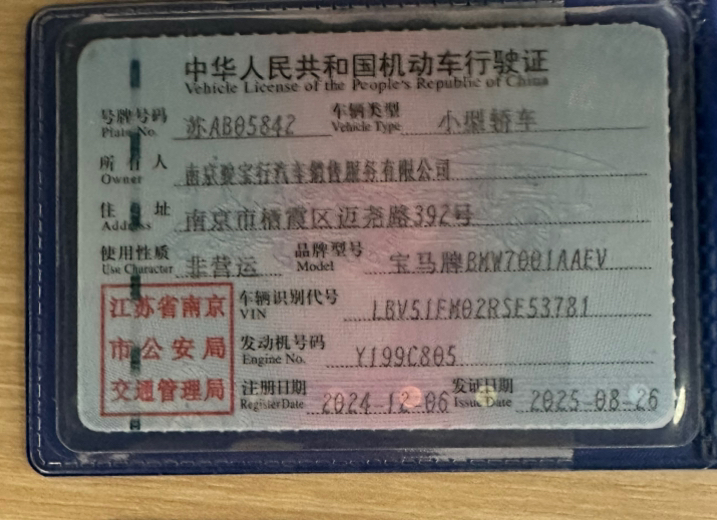 中华人民共和国机动车行驶证
Vehicle License of the People's Republic of China
号牌号码 苏AB05842 车辆类型 小型轿车
Plate No. Vehicle Type
所有人 南京骏宝行汽车销售服务有限公司
Owner
住址 南京市栖霞区迈尧路392号
Address
使用性质 非营运 品牌型号 宝马牌BMW7001AAEV
Use Character Model
江苏省南京 车辆识别代号 LBV51FM02RSE53781
VIN
市公安局 发动机号码 Y199C805
Engine No.
交通管理局 注册日期 2024-12-06 发证日期 2025-08-26
Register Date Issue Date